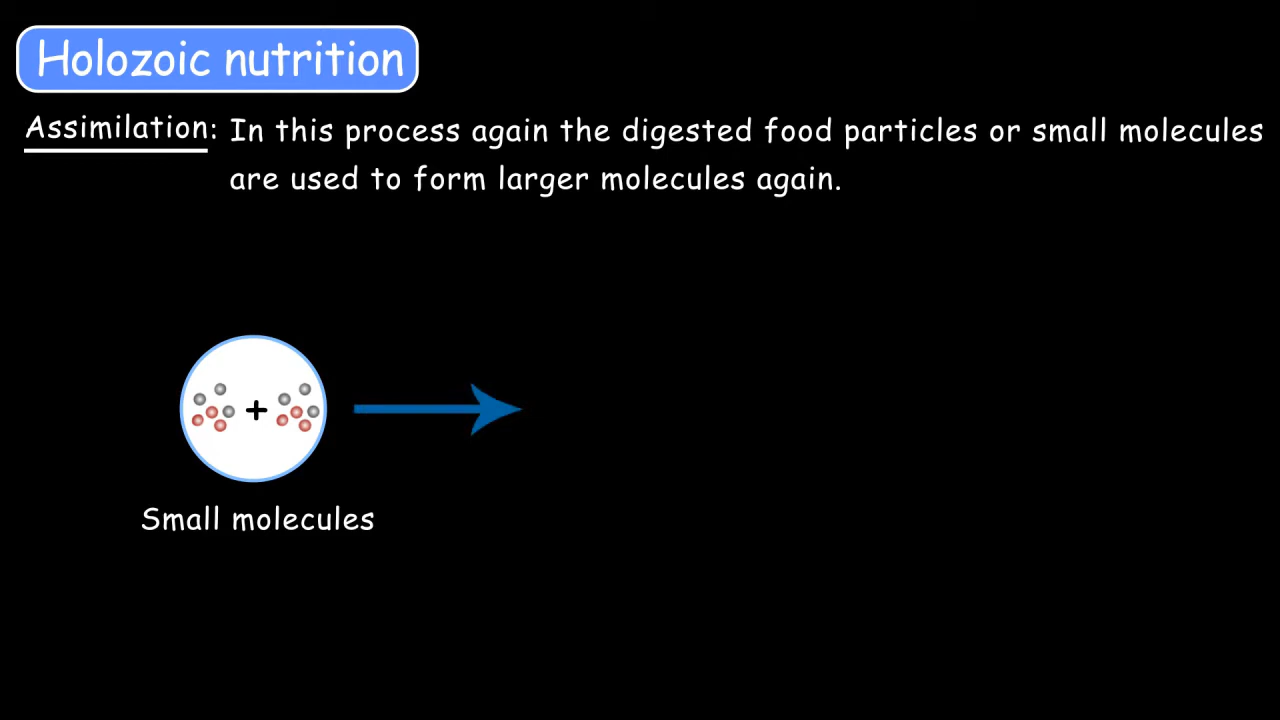 Holozoic nutrition
Assimilation: In this process again the digested food particles or small molecules
are used to form larger molecules again.
+
Small molecules